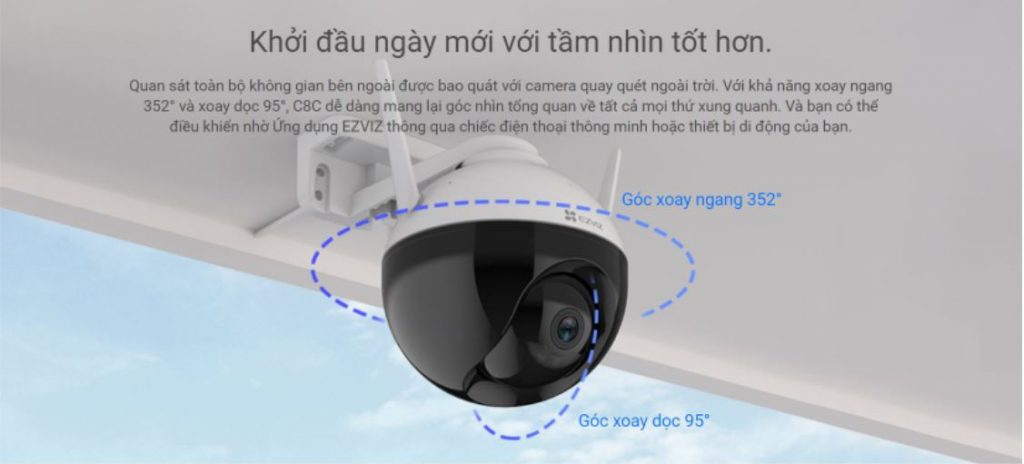 Khởi đầu ngày mới với tầm nhìn tốt hơn.
Quan sát toàn bộ không gian bên ngoài được bao quát với camera quay quét ngoài trời. Với khả năng xoay ngang
352° và xoay dọc 95°, C8C dễ dàng mang lại góc nhìn tổng quan về tất cả mọi thứ xung quanh. Và bạn có thể
điều khiển nhờ Ứng dụng EZVIZ thông qua chiếc điện thoại thông minh hoặc thiết bị di động của bạn.
Góc xoay ngang 352°
EZVIZ
Góc xoay dọc 95°